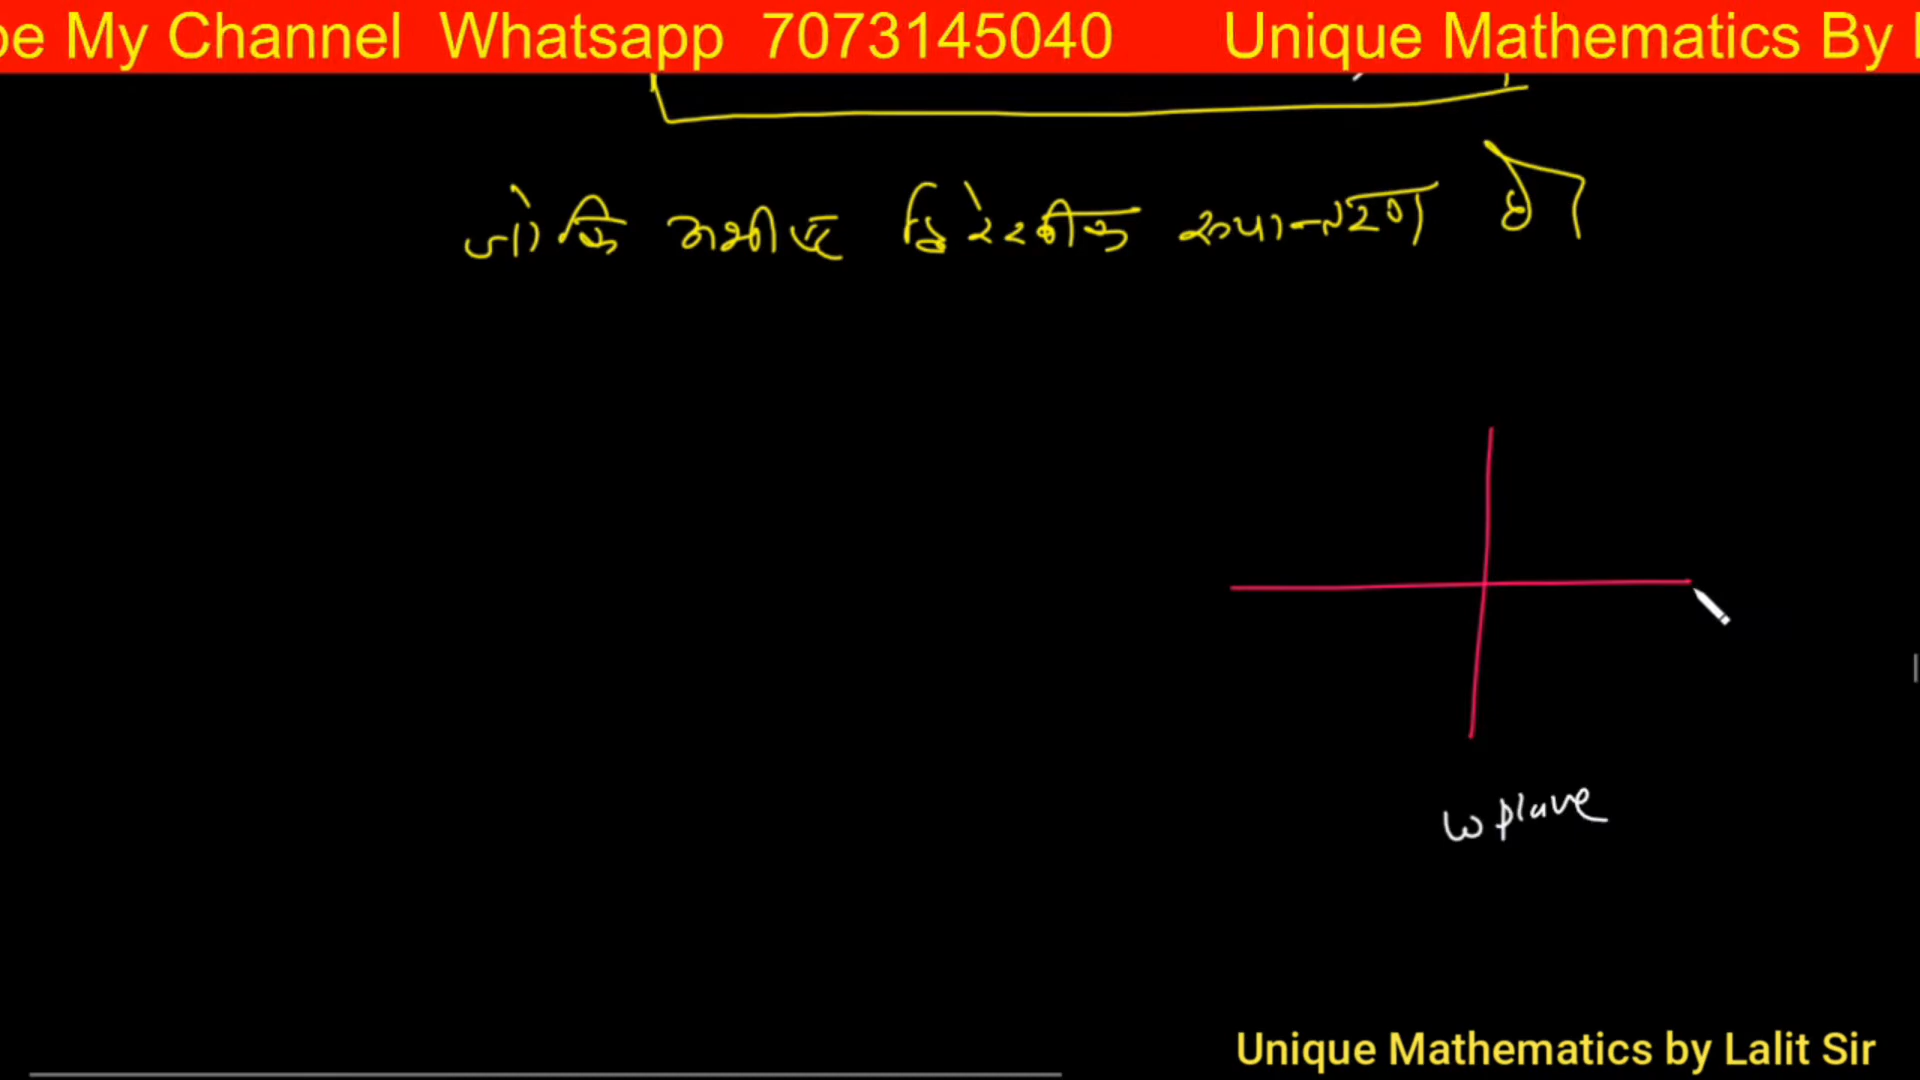 be My Channel Whatsapp 7073145040 Unique Mathematics By
जो कि अभीष्ट द्विरेखीक रूपान्तरण है।
w plane
Unique Mathematics by Lalit Sir